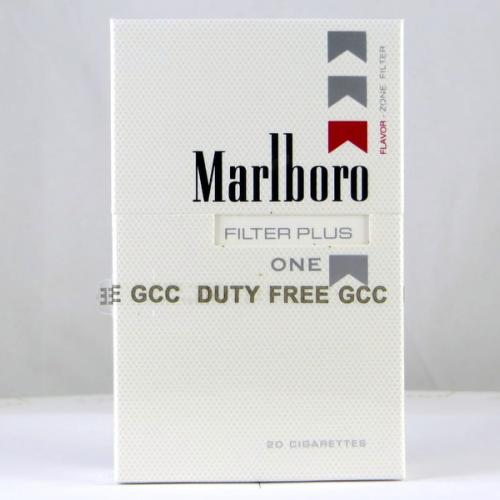 FLAVOR - ZONE FILTER
Marlboro
FILTER PLUS
ONE
GCC DUTY FREE GCC
20 CIGARETTES